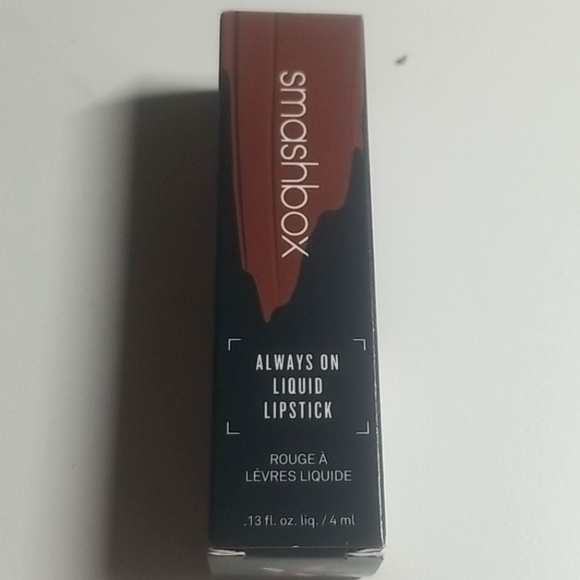 smashbox
ALWAYS ON
LIQUID
LIPSTICK
ROUGE À
LÈVRES LIQUIDE
.13 fl. oz. liq. / 4 ml